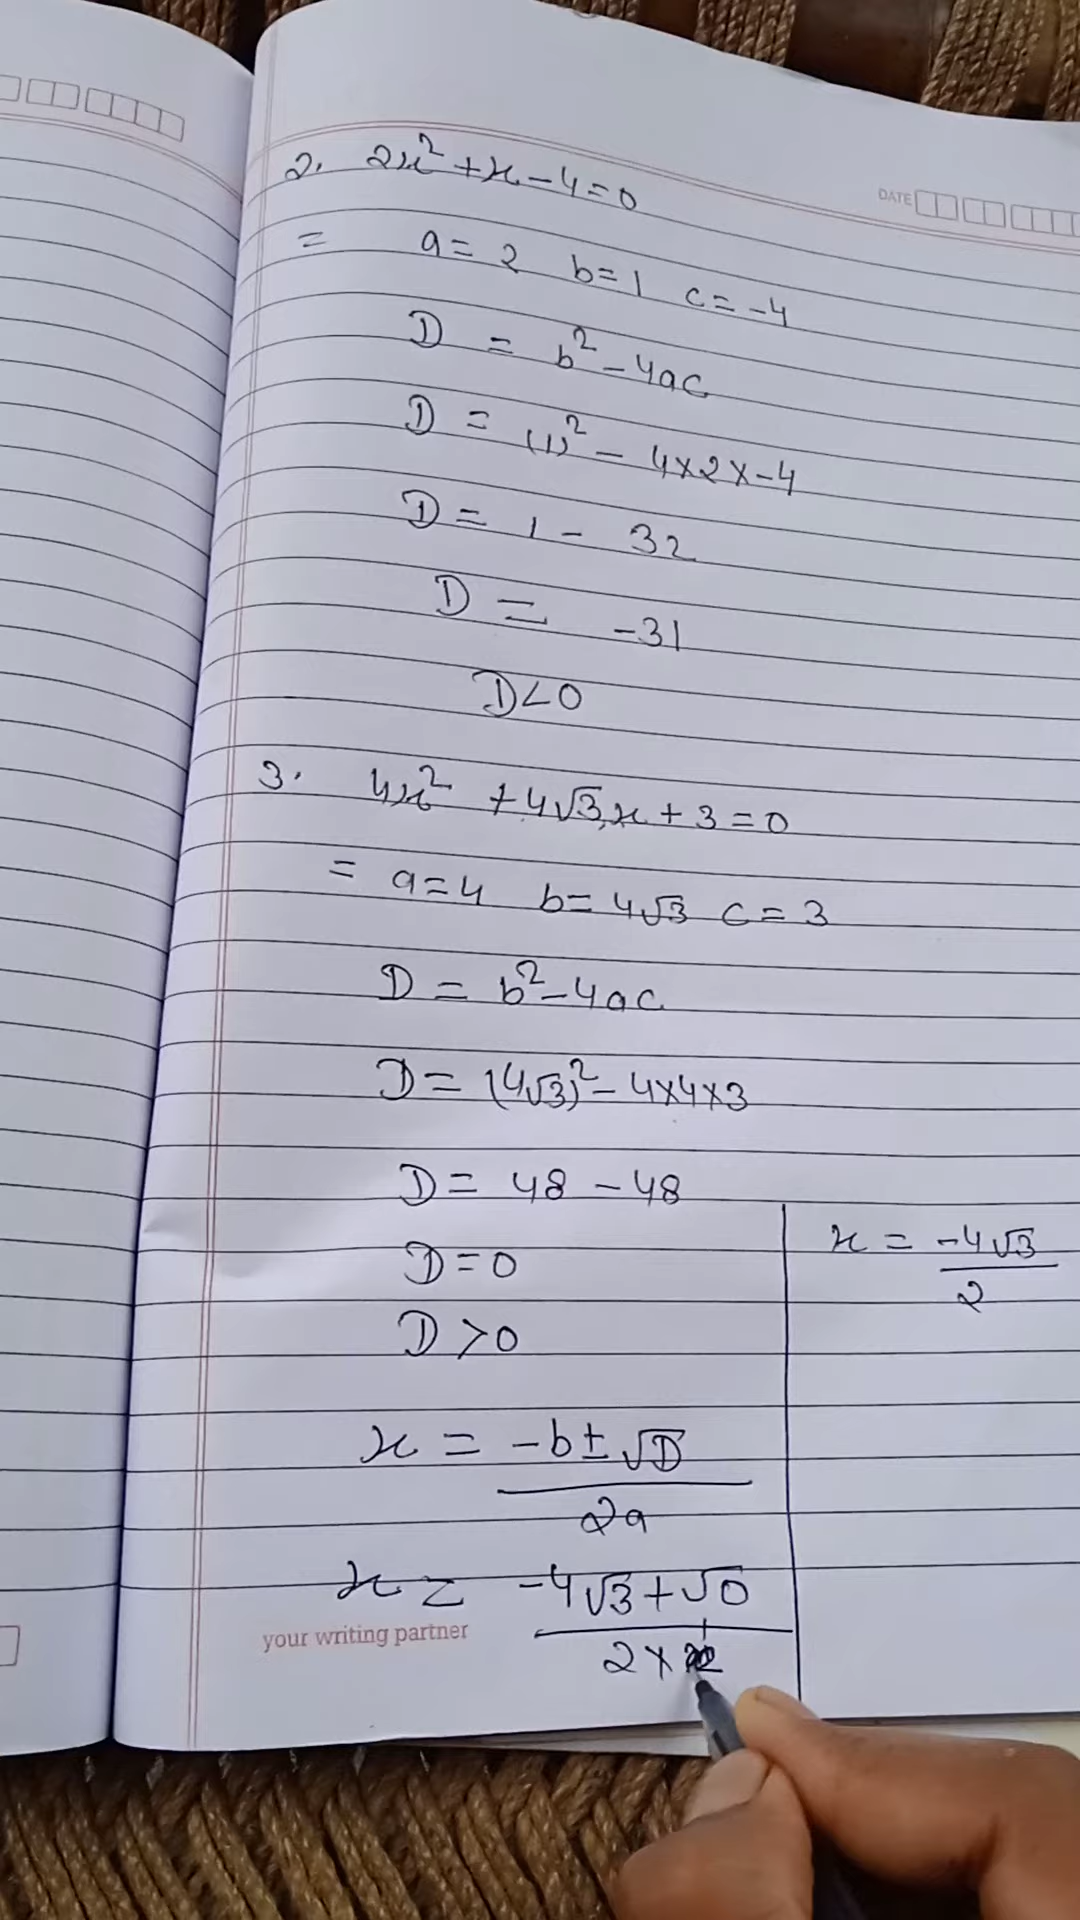 DATE
2. 2x² + x - 4 = 0
= a = 2 b = 1 c = -4
D = b² - 4ac
D = (1)² - 4×2×-4
D = 1 - 32
D = -31
D<0
3. 4x² + 4√3x + 3 = 0
= a = 4 b = 4√3 c = 3
D = b² - 4ac
D = (4√3)² - 4×4×3
D = 48 - 48
D = 0
D > 0
x = -b ± √D / 2a
x = -4√3 + √0 / 2×
x = -4√3 / 2
your writing partner